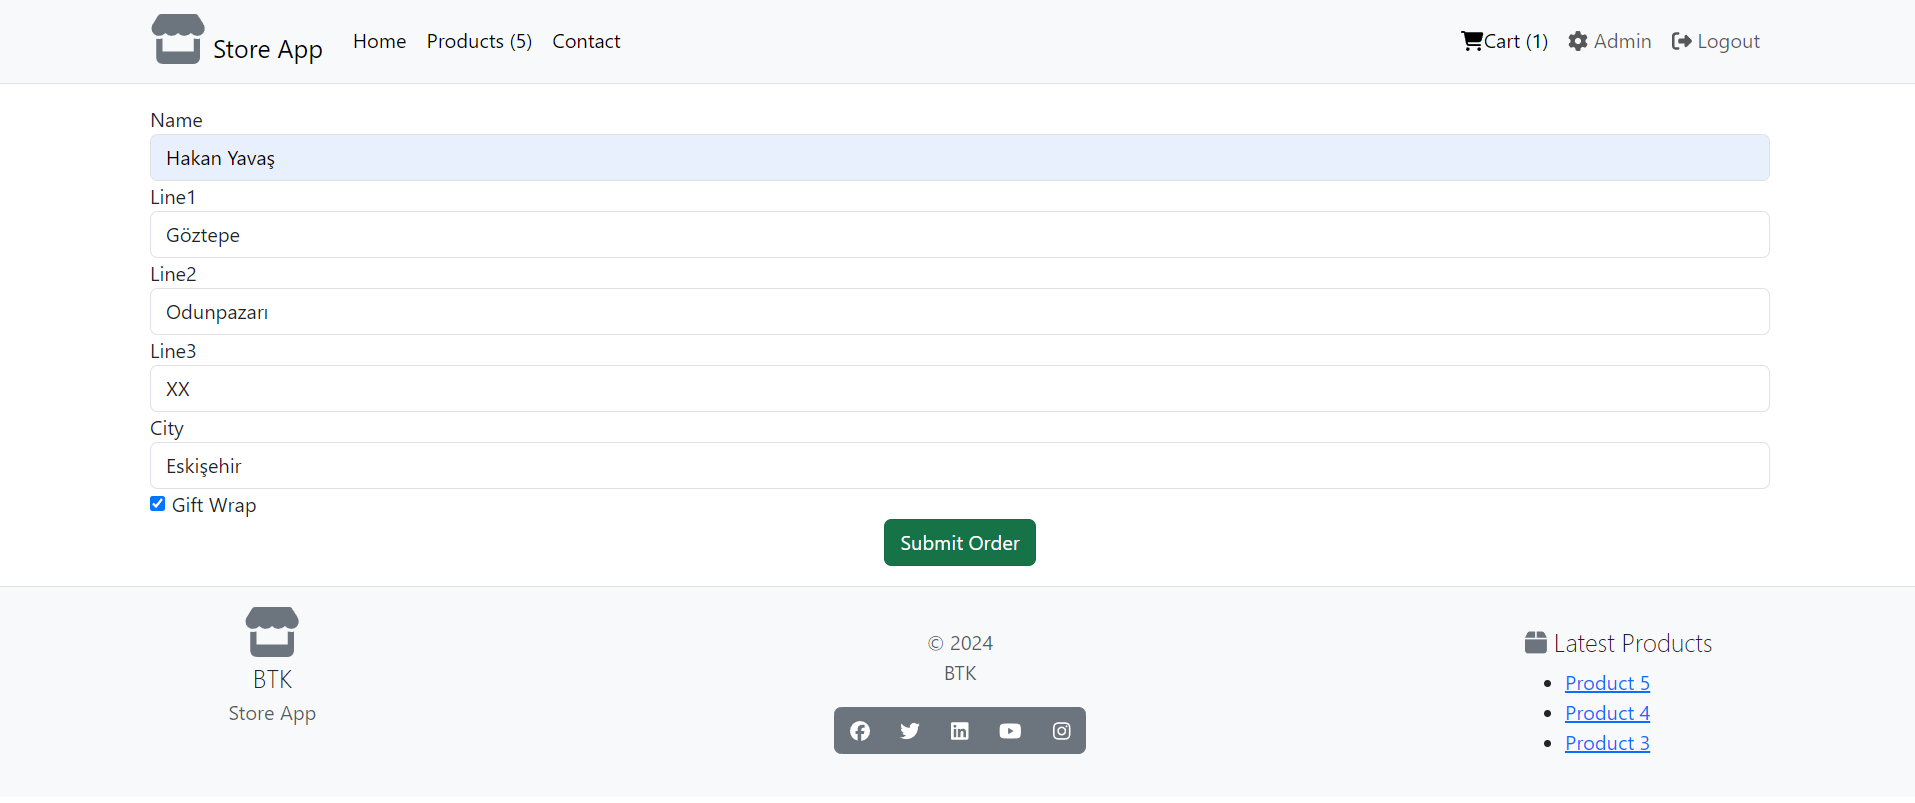 Store App Home Products (5) Contact Cart (1) Admin Logout
Name
Hakan Yavaş
Line1
Göztepe
Line2
Odunpazarı
Line3
XX
City
Eskişehir
Gift Wrap
Submit Order
BTK
Store App
© 2024
BTK
Latest Products
Product 5
Product 4
Product 3